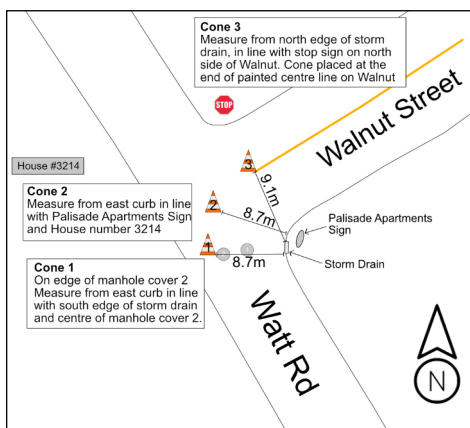 Cone 3
Measure from north edge of storm
drain, in line with stop sign on north
side of Walnut. Cone placed at the
end of painted centre line on Walnut
STOP
Walnut Street
House #3214
3
9.1m
Cone 2
Measure from east curb in line
with Palisade Apartments Sign
and House number 3214
2
8.7m
Palisade Apartments
Sign
1
8.7m
Storm Drain
Cone 1
On edge of manhole cover 2
Measure from east curb in line
with south edge of storm drain
and centre of manhole cover 2.
Watt Rd
N